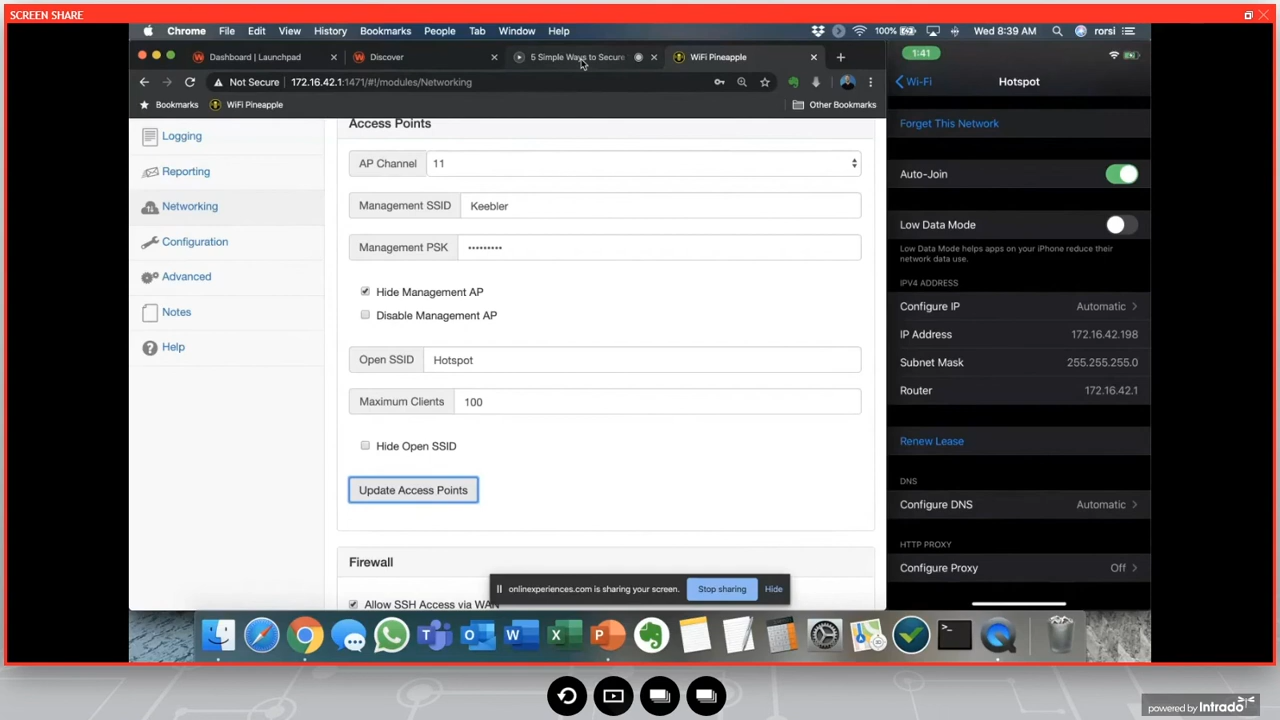 SCREEN SHARE
Chrome File Edit View History Bookmarks People Tab Window Help 100% Wed 8:39 AM rorsi
Dashboard | Launchpad Discover 5 Simple Ways to Secure WiFi Pineapple
Not Secure 172.16.42.1:1471/#!/modules/Networking
Bookmarks WiFi Pineapple Other Bookmarks
Logging
Reporting
Networking
Configuration
Advanced
Notes
Help
Access Points
AP Channel 11
Management SSID Keebler
Management PSK •••••••••
Hide Management AP
Disable Management AP
Open SSID Hotspot
Maximum Clients 100
Hide Open SSID
Update Access Points
Firewall
Allow SSH Access via WAN
onlinexperiences.com is sharing your screen. Stop sharing Hide
1:41
Wi-Fi Hotspot
Forget This Network
Auto-Join
Low Data Mode
Low Data Mode helps apps on your iPhone reduce their
network data use.
IPV4 ADDRESS
Configure IP Automatic
IP Address 172.16.42.198
Subnet Mask 255.255.255.0
Router 172.16.42.1
Renew Lease
DNS
Configure DNS Automatic
HTTP PROXY
Configure Proxy Off
powered by Intrado